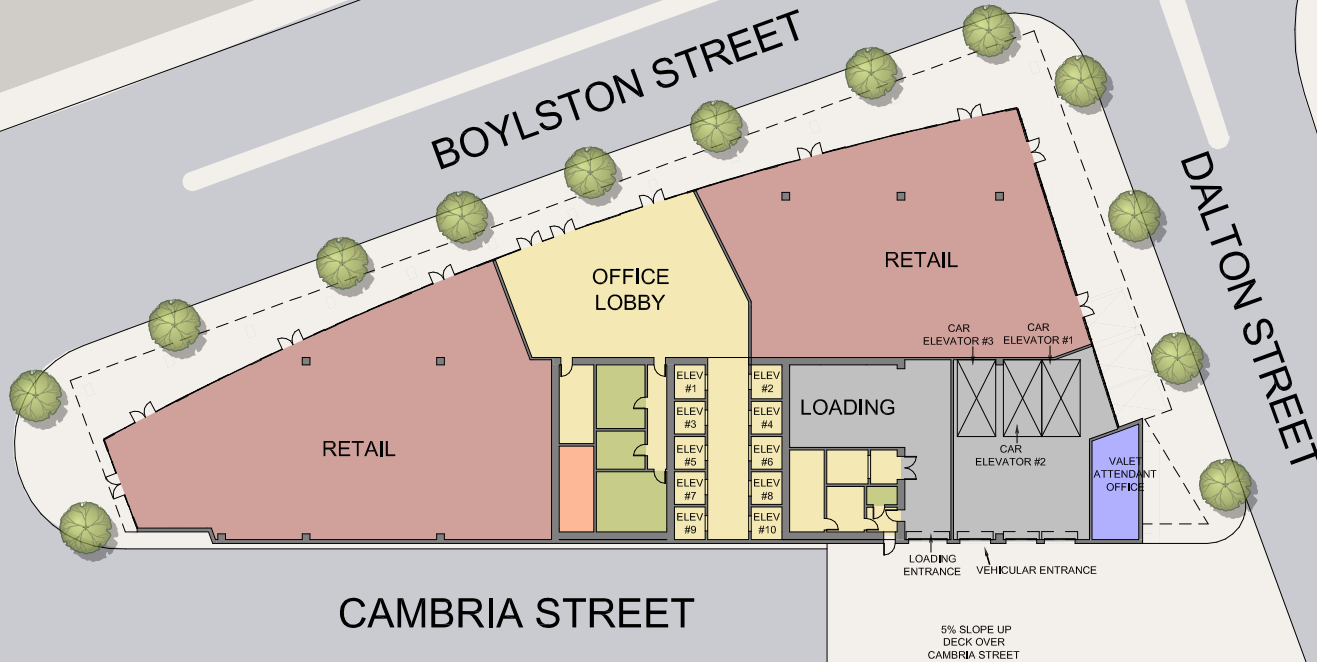 BOYLSTON STREET
DALTON STREET
OFFICE
LOBBY
RETAIL
CAR
ELEVATOR #3
CAR
ELEVATOR #1
ELEV
#1
ELEV
#2
LOADING
ELEV
#3
ELEV
#4
RETAIL
CAR
ELEVATOR #2
ELEV
#5
ELEV
#6
VALET
ATTENDANT
OFFICE
ELEV
#7
ELEV
#8
ELEV
#9
ELEV
#10
LOADING
ENTRANCE
VEHICULAR ENTRANCE
CAMBRIA STREET
5% SLOPE UP
DECK OVER
CAMBRIA STREET